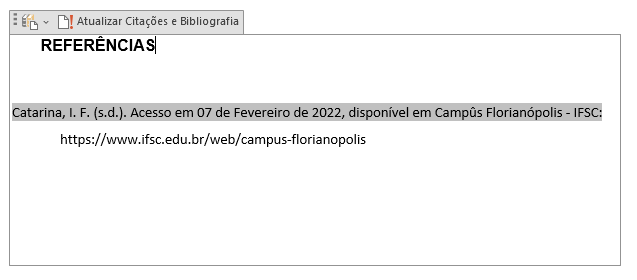 Atualizar Citações e Bibliografia
REFERÊNCIAS
Catarina, I. F. (s.d.). Acesso em 07 de Fevereiro de 2022, disponível em Campûs Florianópolis - IFSC:
https://www.ifsc.edu.br/web/campus-florianopolis